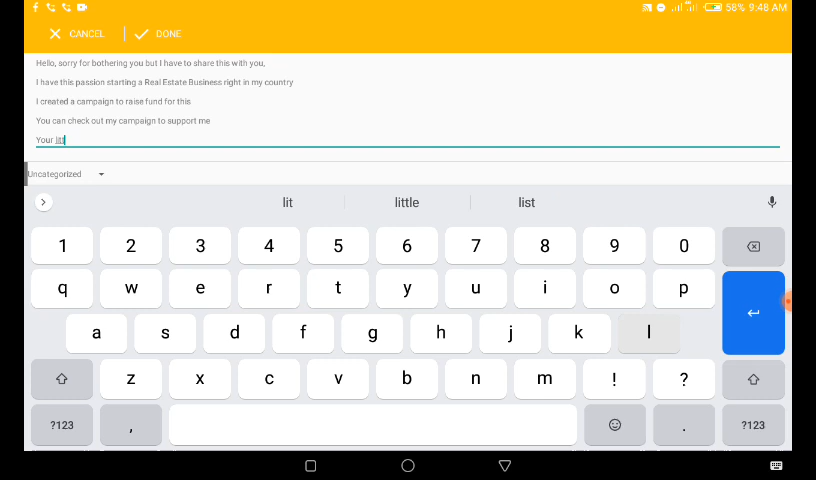 58% 9:48 AM
CANCEL DONE
Hello, sorry for bothering you but I have to share this with you,
I have this passion starting a Real Estate Business right in my country
I created a campaign to raise fund for this
You can check out my campaign to support me
Your litl
Uncategorized
lit little list
1 2 3 4 5 6 7 8 9 0
q w e r t y u i o p
a s d f g h j k l
z x c v b n m ! ?
?123 , . ?123